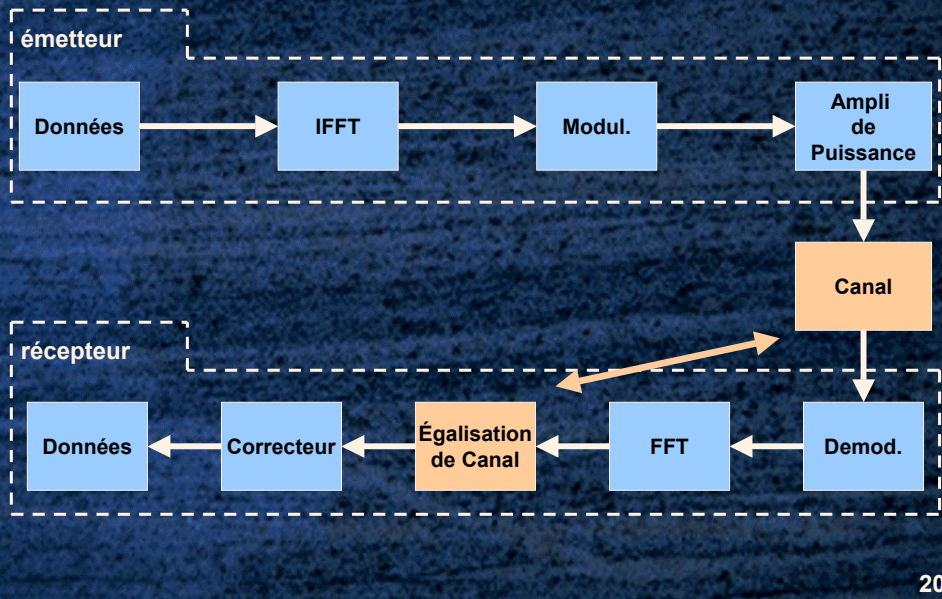 émetteur
Données
IFFT
Modul.
Ampli
de
Puissance
Canal
récepteur
Données
Correcteur
Égalisation
de Canal
FFT
Demod.
20